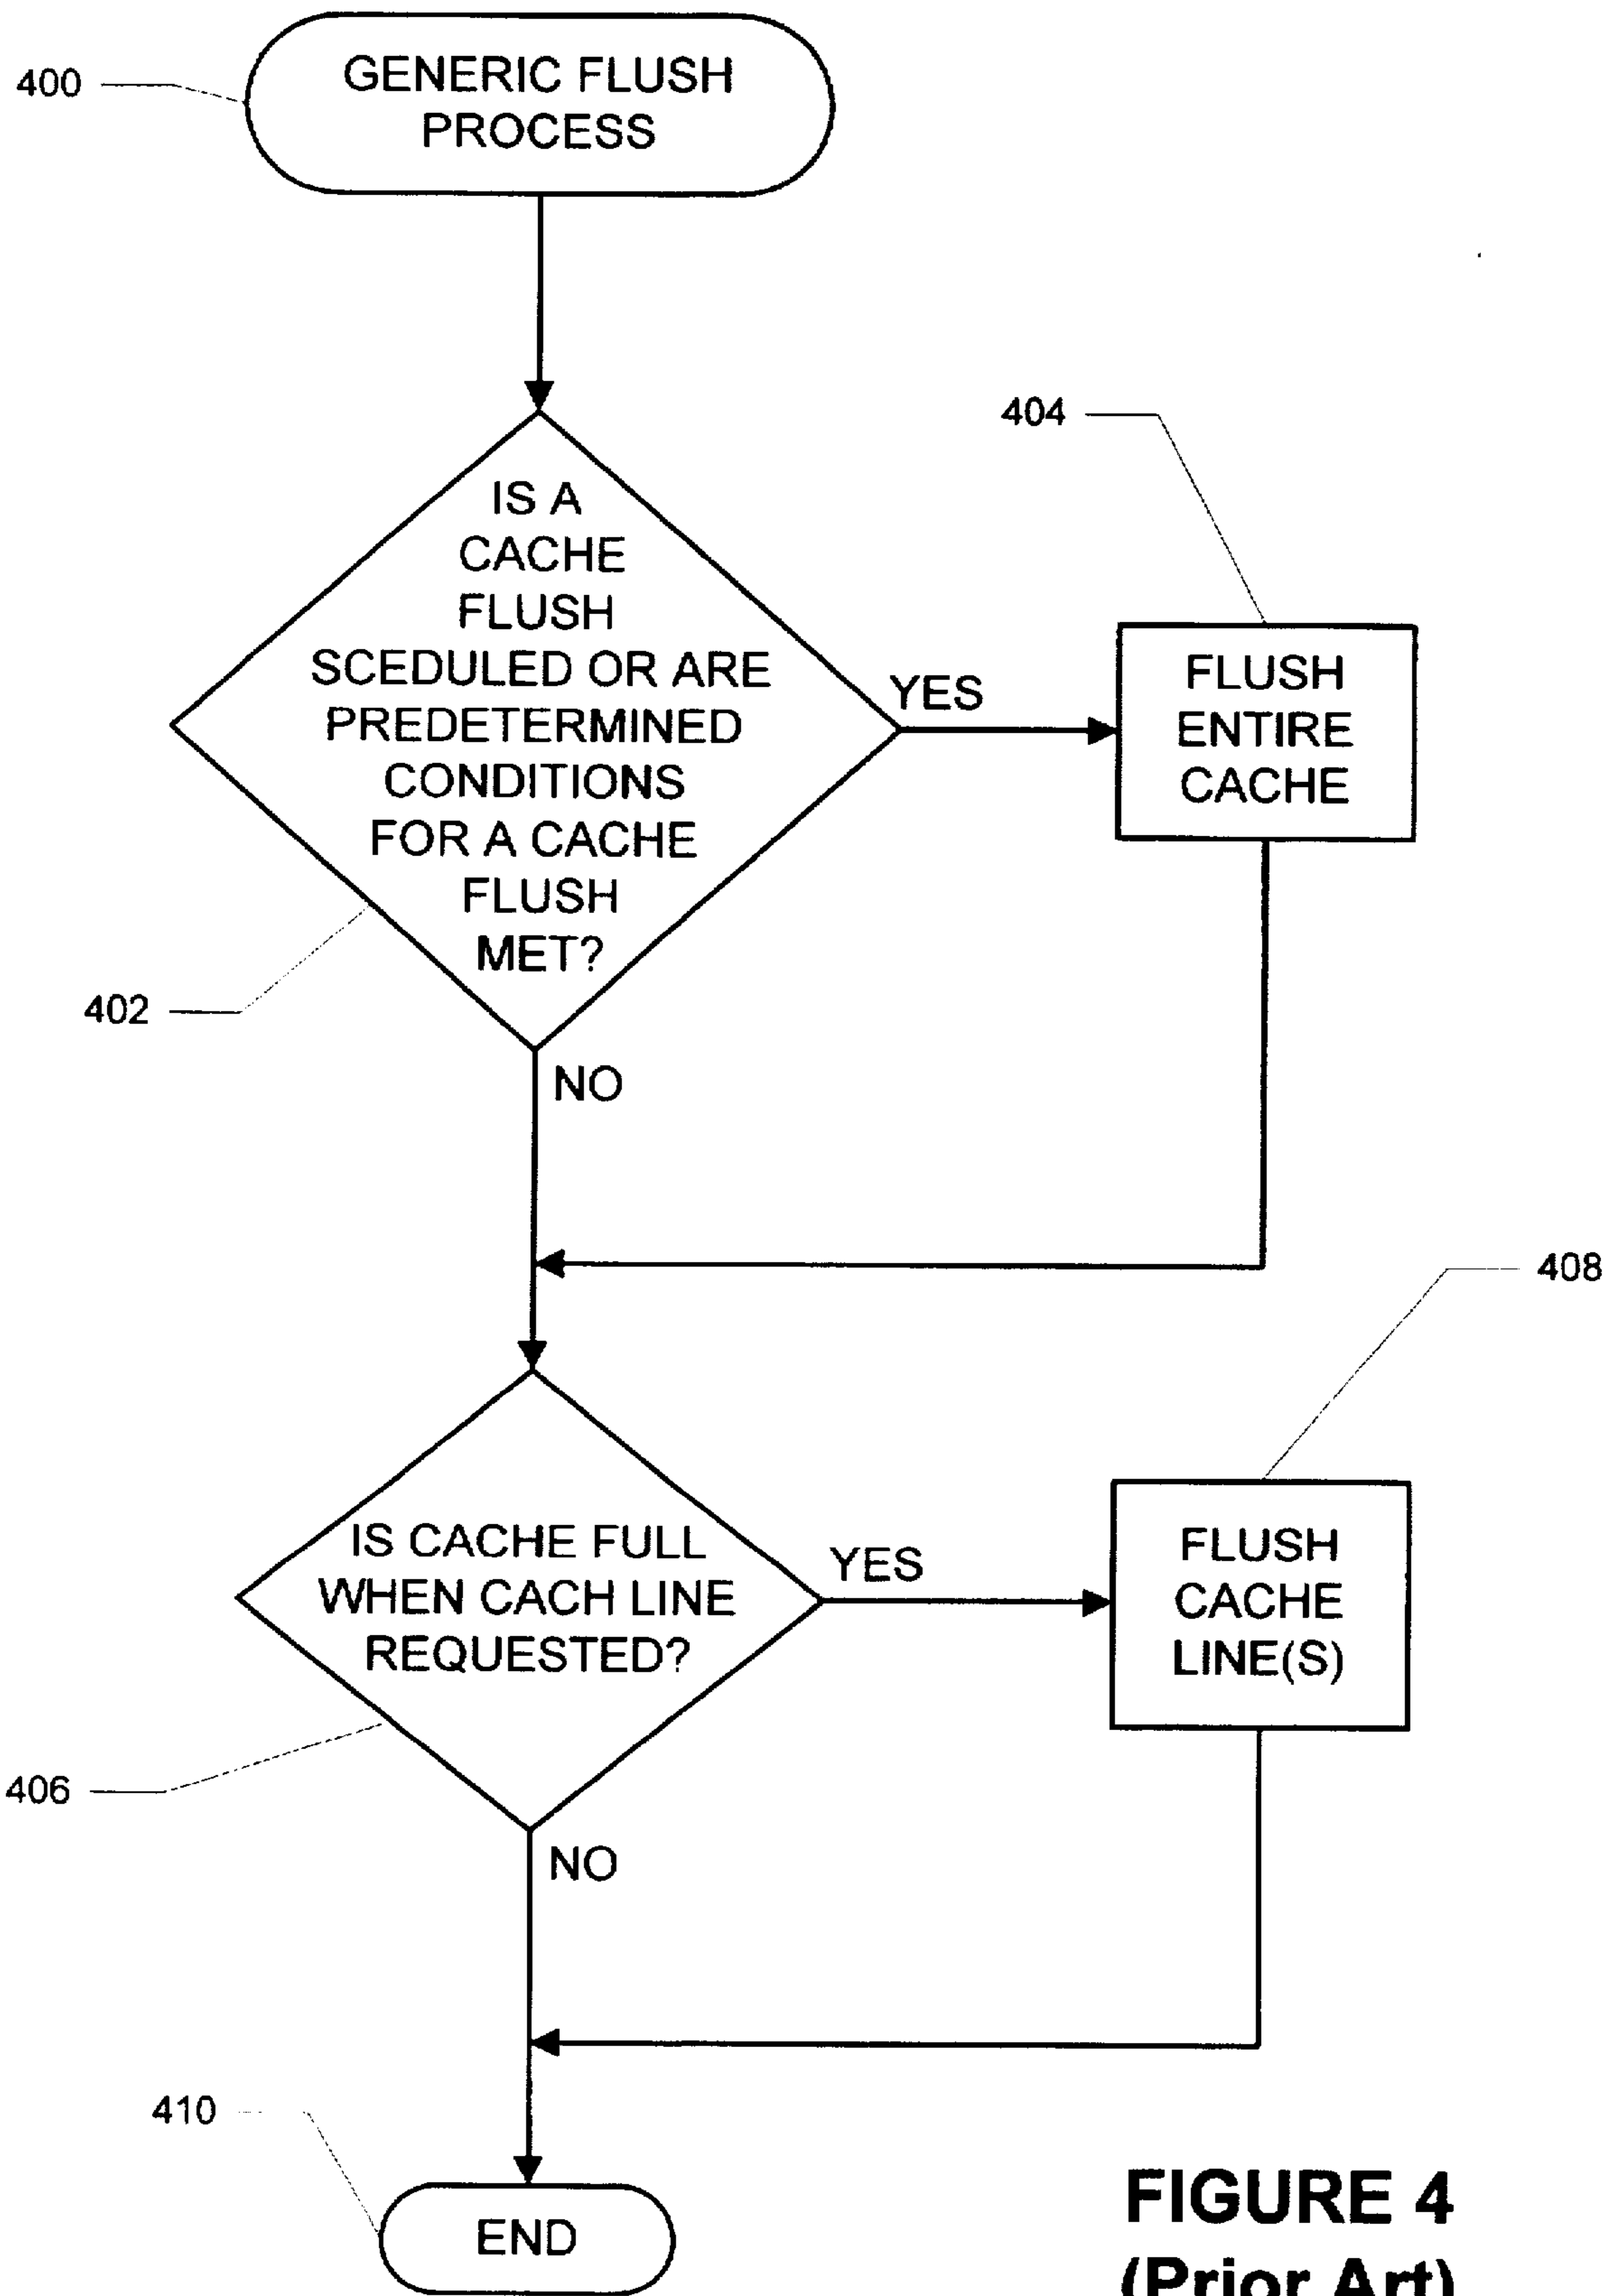 400
GENERIC FLUSH
PROCESS
404
IS A
CACHE
FLUSH
SCEDULED OR ARE
PREDETERMINED
CONDITIONS
FOR A CACHE
FLUSH
MET?
YES
FLUSH
ENTIRE
CACHE
402
NO
408
IS CACHE FULL
WHEN CACH LINE
REQUESTED?
YES
FLUSH
CACHE
LINE(S)
406
NO
410
END
FIGURE 4
(Prior Art)